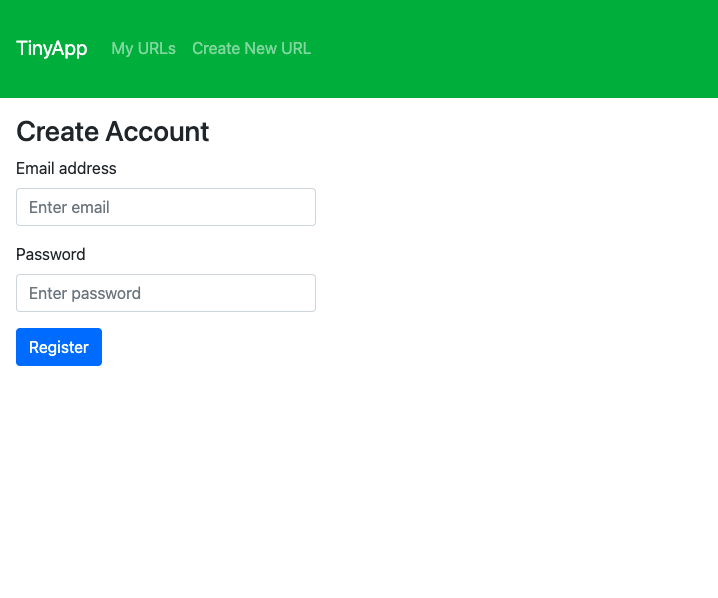 TinyApp My URLs Create New URL
Create Account
Email address
Enter email
Password
Enter password
Register